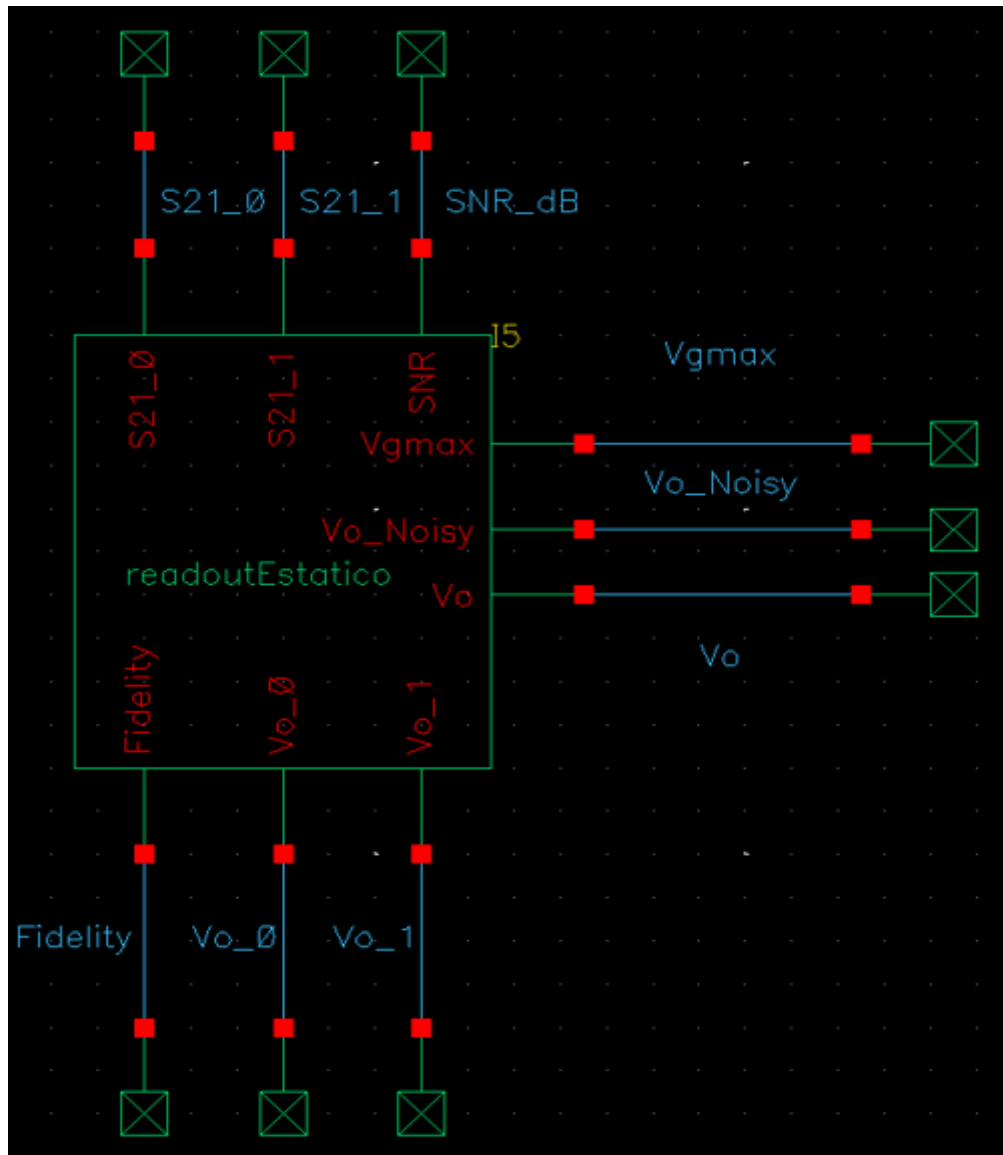 S21_0 S21_1 SNR_dB
I5
S21_0 S21_1 SNR
Vgmax
Vgmax
Vo_Noisy
Vo_Noisy
readoutEstatico
Vo
Vo
Fidelity Vo_0 Vo_1
Fidelity Vo_0 Vo_1